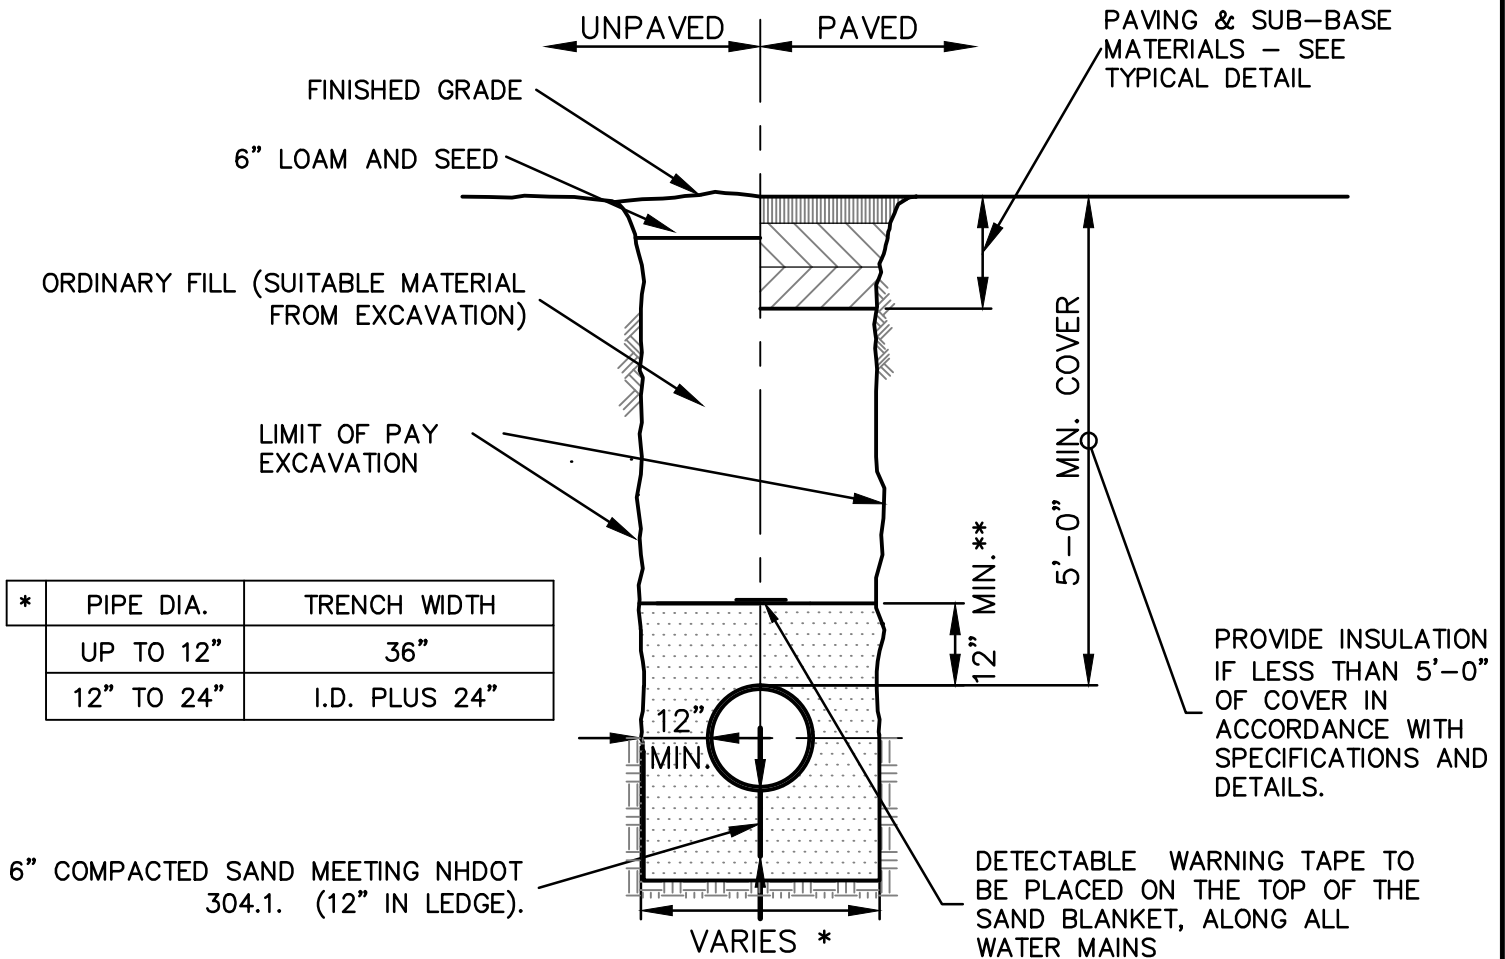 UNPAVED
PAVED
PAVING & SUB-BASE
MATERIALS - SEE
TYPICAL DETAIL
FINISHED GRADE
6" LOAM AND SEED
ORDINARY FILL (SUITABLE MATERIAL
FROM EXCAVATION)
LIMIT OF PAY
EXCAVATION
5'-0" MIN. COVER
12" MIN.**
* PIPE DIA. TRENCH WIDTH
UP TO 12" 36"
12" TO 24" I.D. PLUS 24"
12"
MIN.
PROVIDE INSULATION
IF LESS THAN 5'-0"
OF COVER IN
ACCORDANCE WITH
SPECIFICATIONS AND
DETAILS.
6" COMPACTED SAND MEETING NHDOT
304.1. (12" IN LEDGE).
DETECTABLE WARNING TAPE TO
BE PLACED ON THE TOP OF THE
SAND BLANKET, ALONG ALL
WATER MAINS
VARIES *